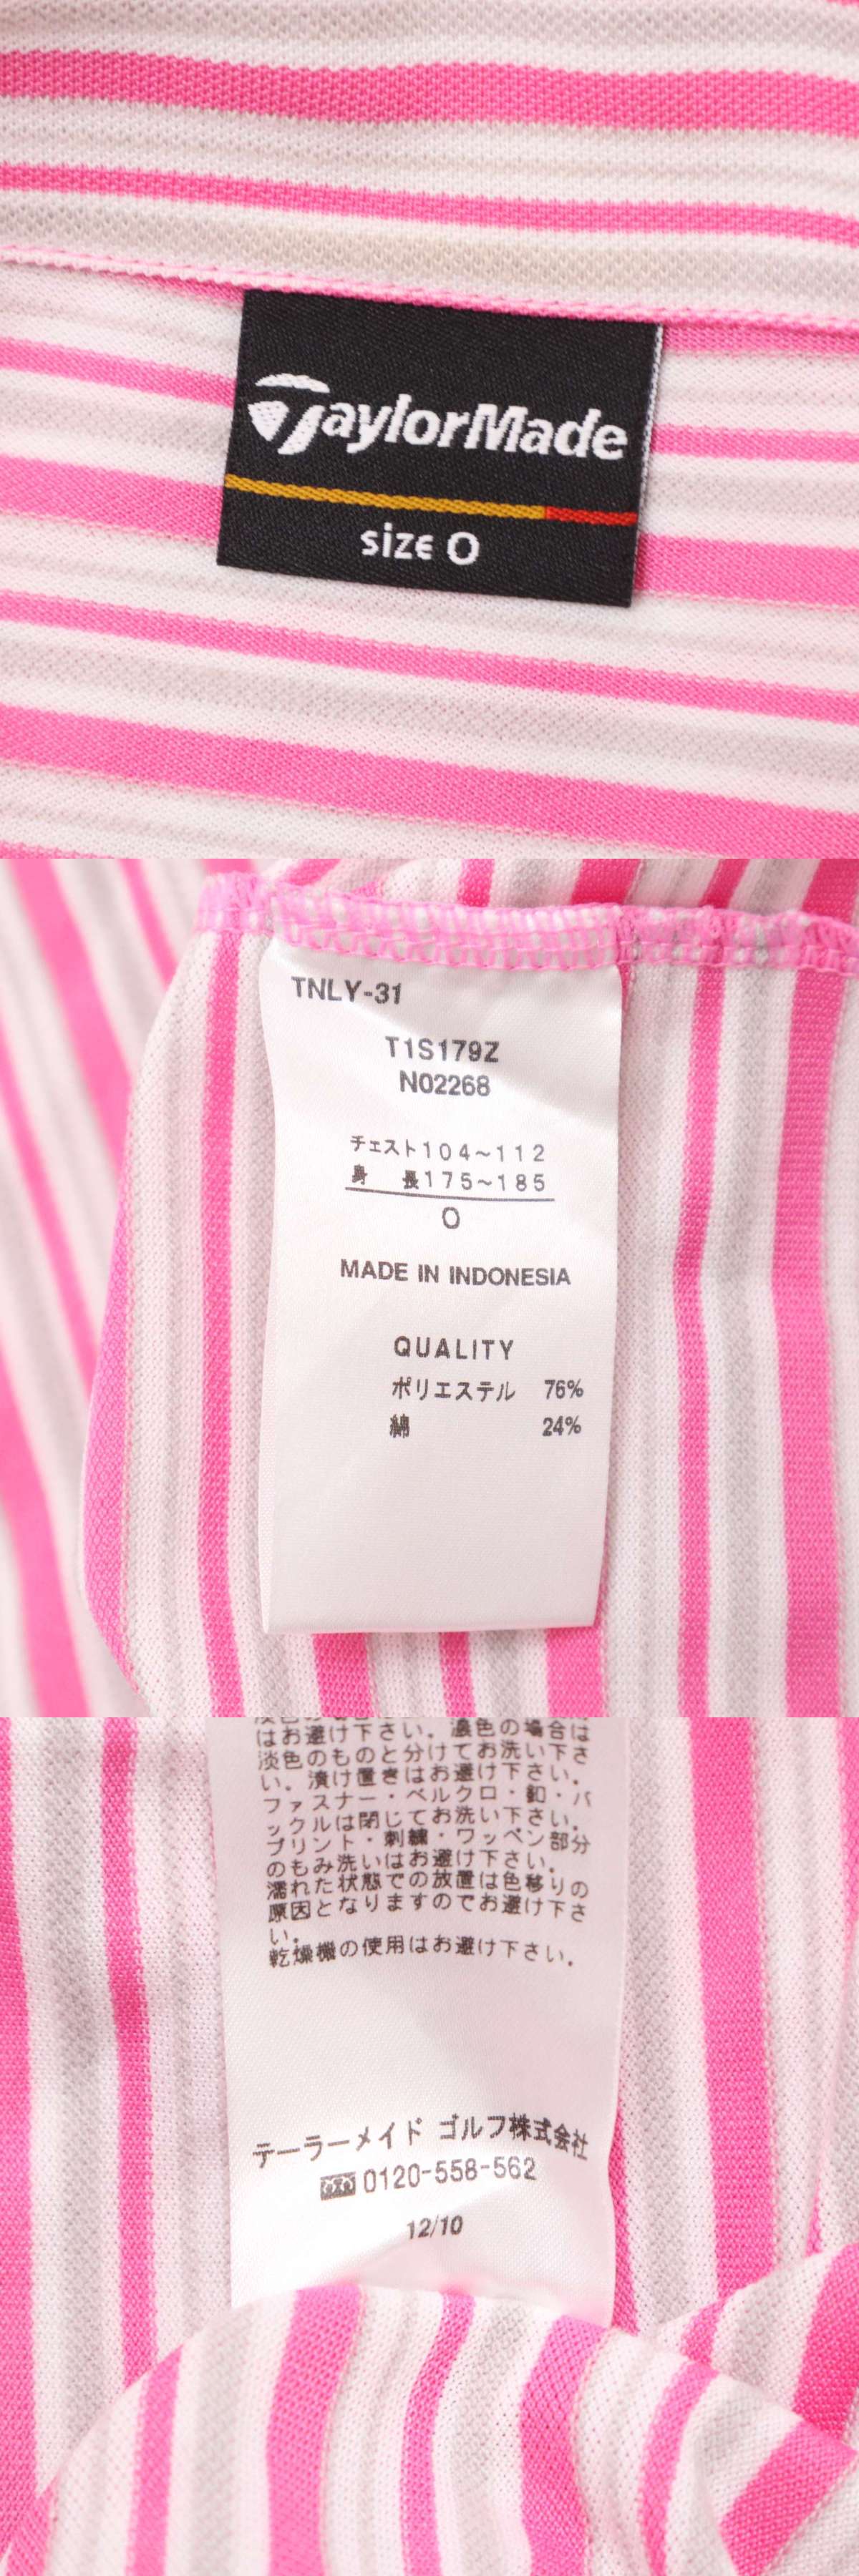 TaylorMade
size O
TNLY-31
T1S179Z
N02268
チェスト104~112
身 長175~185
O
MADE IN INDONESIA
QUALITY
ポリエステル 76%
綿 24%
はお避け下さい。濃色の場合は
淡色のものと分けてお洗い下さ
い。漬け置きはお避け下さい。
ファスナー・ベルクロ・釦・バ
ックルは閉じてお洗い下さい。
プリント・刺繍・ワッペン部分
のもみ洗いはお避け下さい。
濡れた状態での放置は色移りの
原因となりますのでお避け下さ
い。
乾燥機の使用はお避け下さい。
テーラーメイド ゴルフ株式会社
0120-558-562
12/10